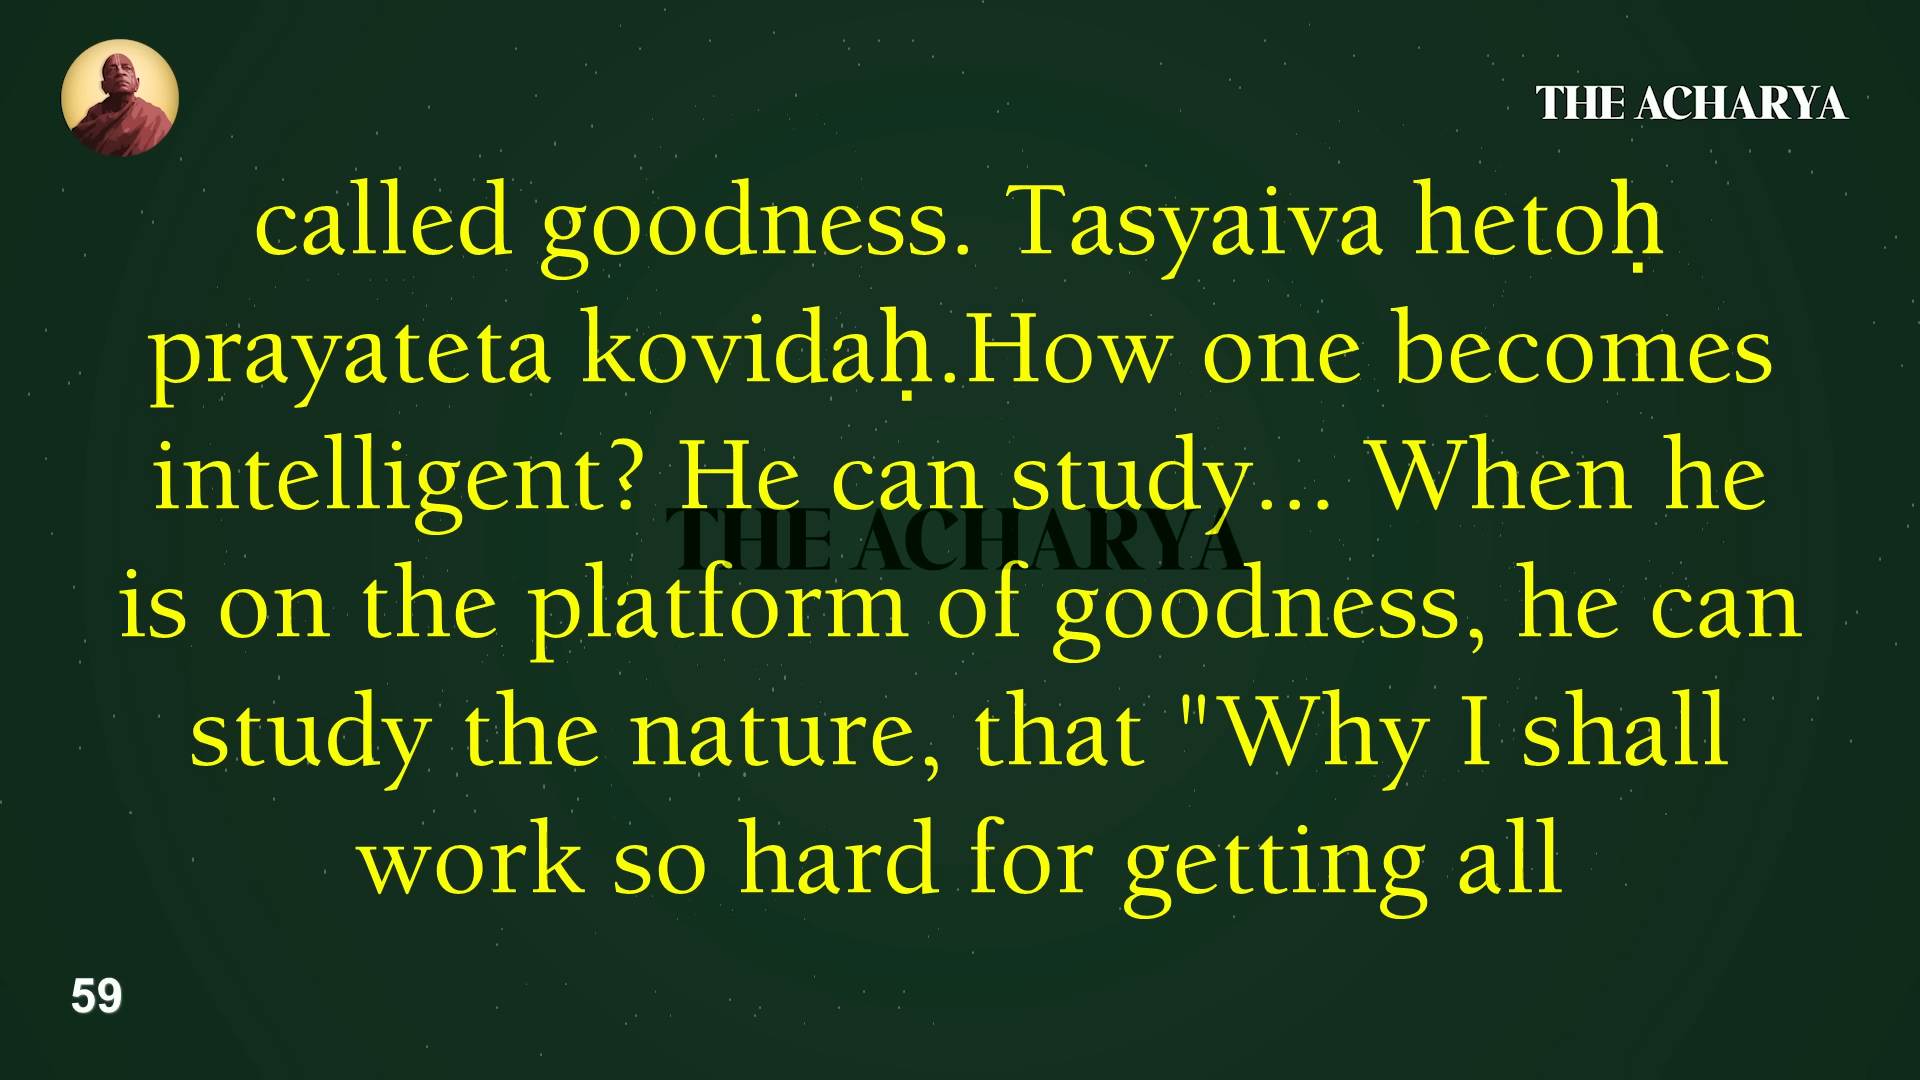 THE ACHARYA
called goodness. Tasyaiva hetoḥ
prayateta kovidaḥ.How one becomes
intelligent? He can study... When he
THE ACHARYA
is on the platform of goodness, he can
study the nature, that "Why I shall
work so hard for getting all
59